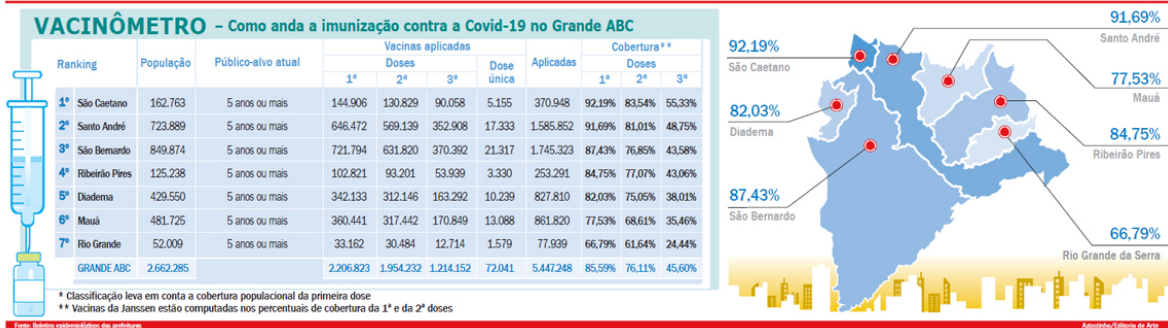 VACINÔMETRO – Como anda a imunização contra a Covid-19 no Grande ABC
Ranking População Público-alvo atual Vacinas aplicadas Aplicadas Cobertura**
Doses Dose única Doses
1ª 2ª 3ª 1ª 2ª 3ª
1º São Caetano 162.763 5 anos ou mais 144.906 130.829 90.058 5.155 370.948 92,19% 83,54% 55,33%
2º Santo André 723.889 5 anos ou mais 646.472 569.139 352.908 17.333 1.585.852 91,69% 81,01% 48,75%
3º São Bernardo 849.874 5 anos ou mais 721.794 631.820 370.392 21.317 1.745.323 87,43% 76,85% 43,58%
4º Ribeirão Pires 125.238 5 anos ou mais 102.821 93.201 53.939 3.330 253.291 84,75% 77,07% 43,06%
5º Diadema 429.550 5 anos ou mais 342.133 312.146 163.292 10.239 827.810 82,03% 75,05% 38,01%
6º Mauá 481.725 5 anos ou mais 360.441 317.442 170.849 13.088 861.820 77,53% 68,61% 35,46%
7º Rio Grande 52.009 5 anos ou mais 33.162 30.484 12.714 1.579 77.939 66,79% 61,64% 24,44%
GRANDE ABC 2.662.285 2.206.823 1.954.232 1.214.152 72.041 5.447.248 85,59% 76,11% 45,60%
* Classificação leva em conta a cobertura populacional da primeira dose
** Vacinas da Janssen estão computadas nos percentuais de cobertura da 1ª e da 2ª doses
92,19%
São Caetano
82,03%
Diadema
87,43%
São Bernardo
91,69%
Santo André
77,53%
Mauá
84,75%
Ribeirão Pires
66,79%
Rio Grande da Serra
Fonte: Boletins epidemiológicos das prefeituras
Agostinho/Editoria de Arte